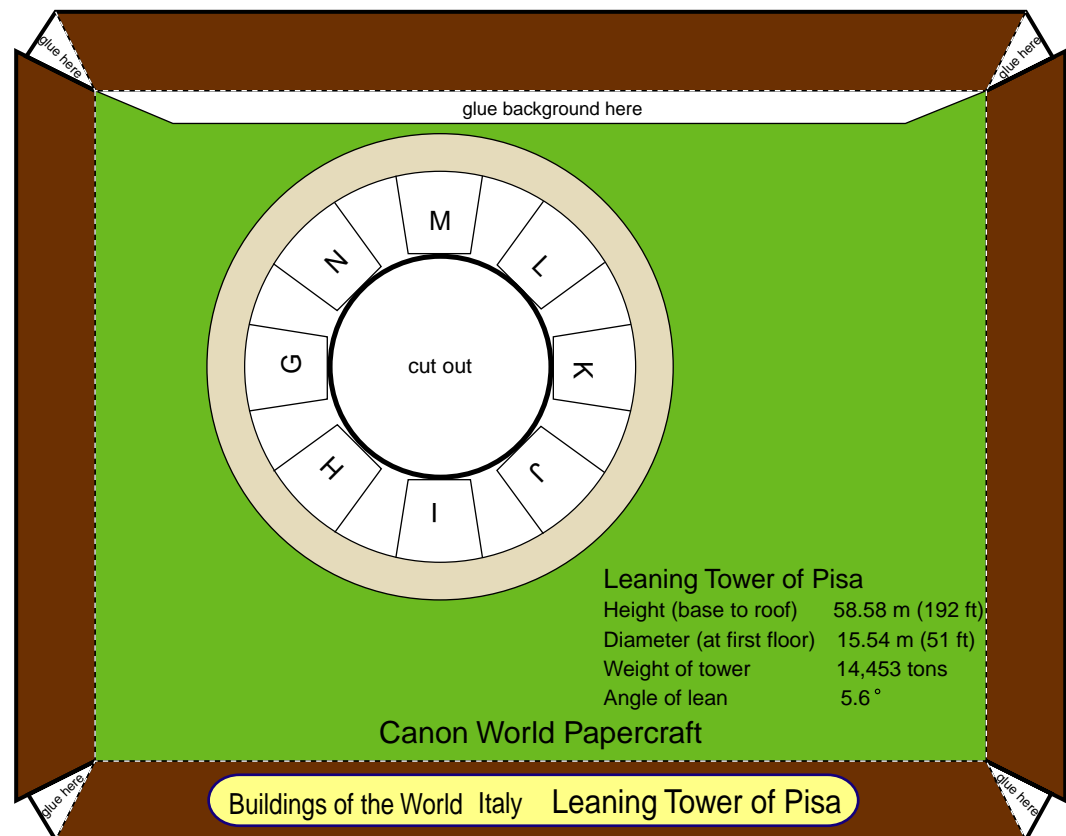 glue here
glue here
glue background here
M
N
L
G
cut out
K
H
J
I
Leaning Tower of Pisa
Height (base to roof) 58.58 m (192 ft)
Diameter (at first floor) 15.54 m (51 ft)
Weight of tower 14,453 tons
Angle of lean 5.6°
Canon World Papercraft
glue here
glue here
Buildings of the World Italy Leaning Tower of Pisa